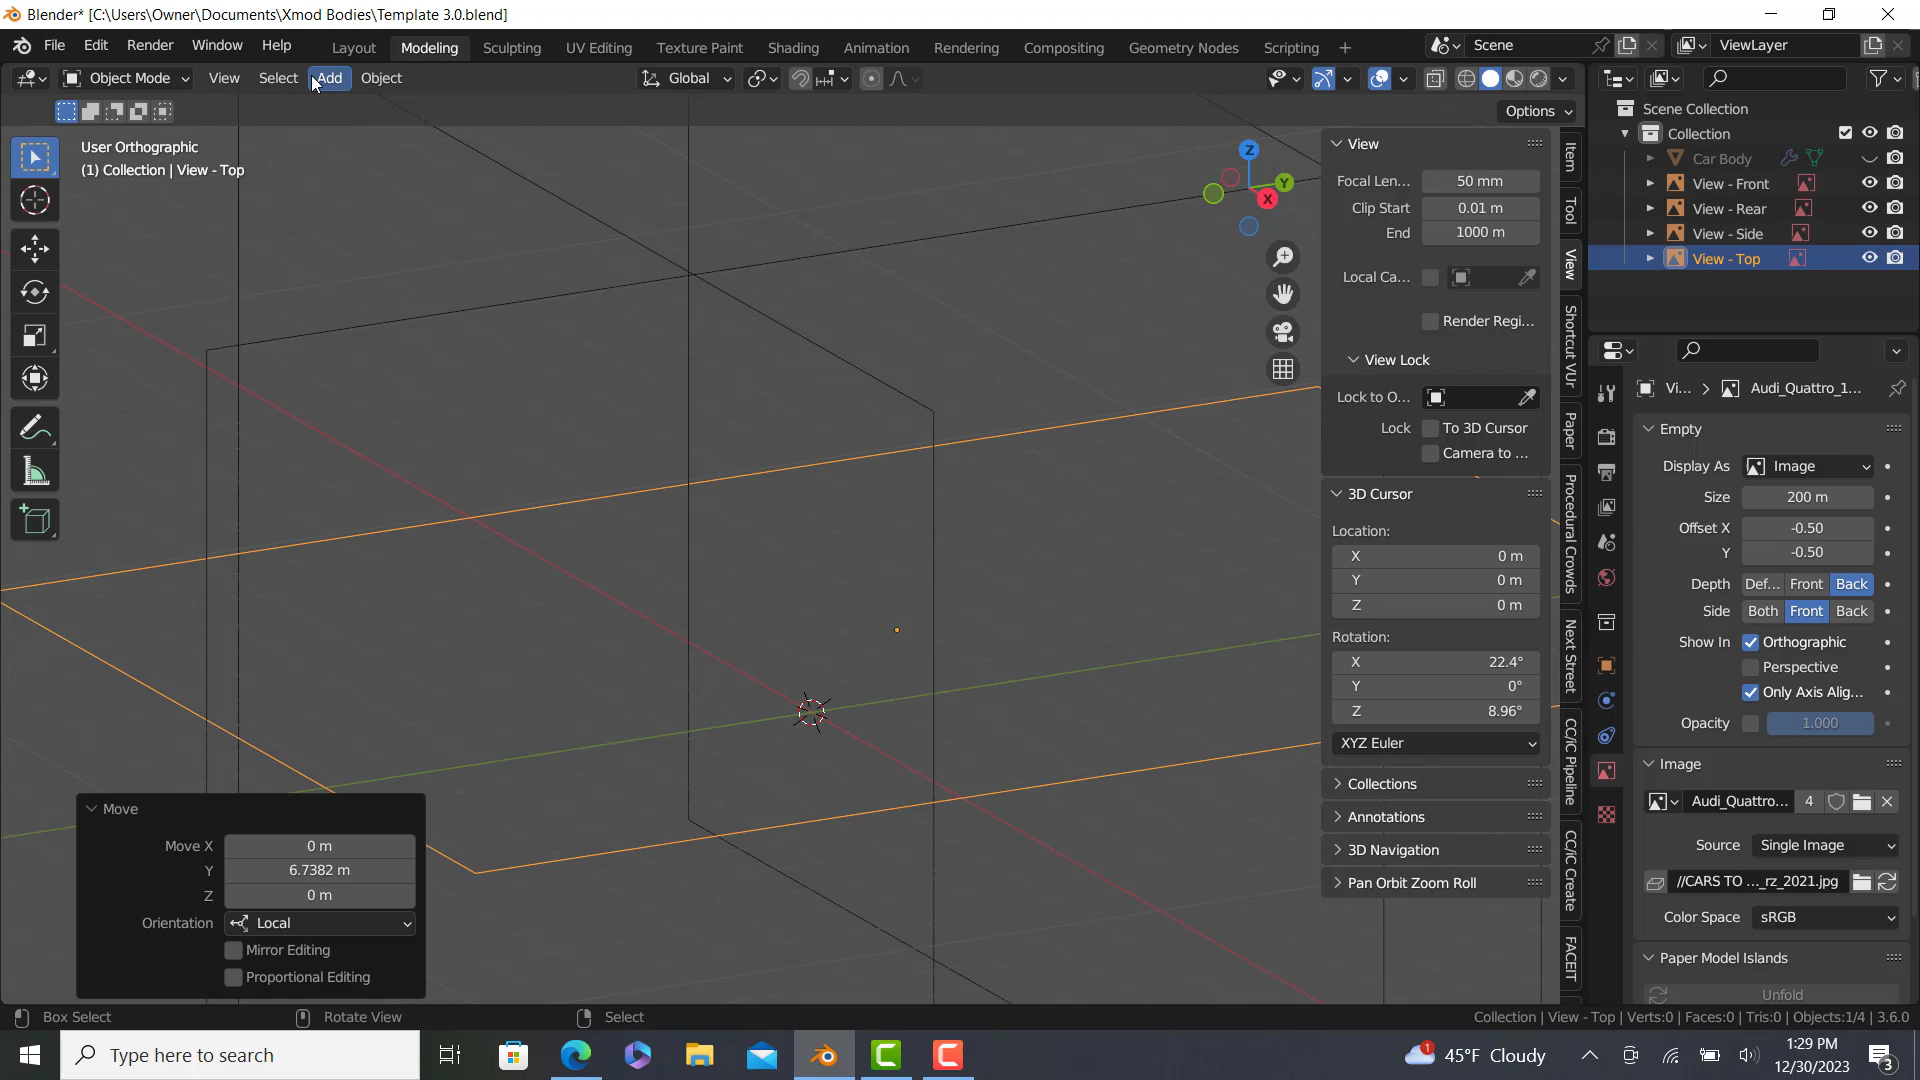 Blender* [C:\Users\Owner\Documents\Xmod Bodies\Template 3.0.blend]
File Edit Render Window Help Layout Modeling Sculpting UV Editing Texture Paint Shading Animation Rendering Compositing Geometry Nodes Scripting + Scene ViewLayer
Object Mode View Select Add Object Global
Options
User Orthographic
(1) Collection | View - Top
Z
Y
X
View
Focal Len... 50 mm
Clip Start 0.01 m
End 1000 m
Local Ca...
Render Regi...
View Lock
Lock to O...
Lock To 3D Cursor
Camera to ...
3D Cursor
Location:
X 0 m
Y 0 m
Z 0 m
Rotation:
X 22.4°
Y 0°
Z 8.96°
XYZ Euler
Collections
Annotations
3D Navigation
Pan Orbit Zoom Roll
Item
Tool
View
Shortcut VUr
Paper
Procedural Crowds
Next Street
CC/iC Pipeline
CC/iC Create
FACEIT
Scene Collection
Collection
Car Body
View - Front
View - Rear
View - Side
View - Top
Vi... > Audi_Quattro_1...
Empty
Display As Image
Size 200 m
Offset X -0.50
Y -0.50
Depth Def... Front Back
Side Both Front Back
Show In Orthographic
Perspective
Only Axis Alig...
Opacity 1.000
Image
Audi_Quattro... 4
Source Single Image
//CARS TO ..._rz_2021.jpg
Color Space sRGB
Paper Model Islands
Unfold
Move
Move X 0 m
Y 6.7382 m
Z 0 m
Orientation Local
Mirror Editing
Proportional Editing
Box Select Rotate View Select Collection | View - Top | Verts:0 | Faces:0 | Tris:0 | Objects:1/4 | 3.6.0
Type here to search
1 45°F Cloudy
1:29 PM
12/30/2023
3